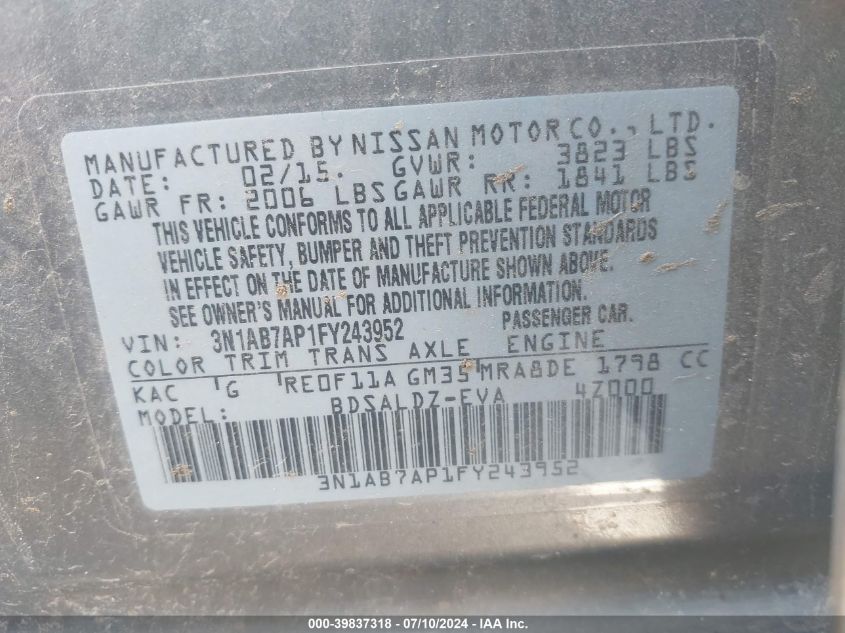 MANUFACTURED BY NISSAN MOTOR CO., LTD.
DATE: 02/15. GVWR: 3823 LBS
GAWR FR: 2006 LBS GAWR RR: 1841 LBS
THIS VEHICLE CONFORMS TO ALL APPLICABLE FEDERAL MOTOR
VEHICLE SAFETY, BUMPER AND THEFT PREVENTION STANDARDS
IN EFFECT ON THE DATE OF MANUFACTURE SHOWN ABOVE.
SEE OWNER'S MANUAL FOR ADDITIONAL INFORMATION.
VIN: 3N1AB7AP1FY243952 PASSENGER CAR.
COLOR TRIM TRANS AXLE ENGINE
KAC G RE0F11A GM35 MRA8DE 1798 CC
MODEL: BDSALDZ-EVA 4Z000
3N1AB7AP1FY243952
000-39837318 - 07/10/2024 - IAA Inc.